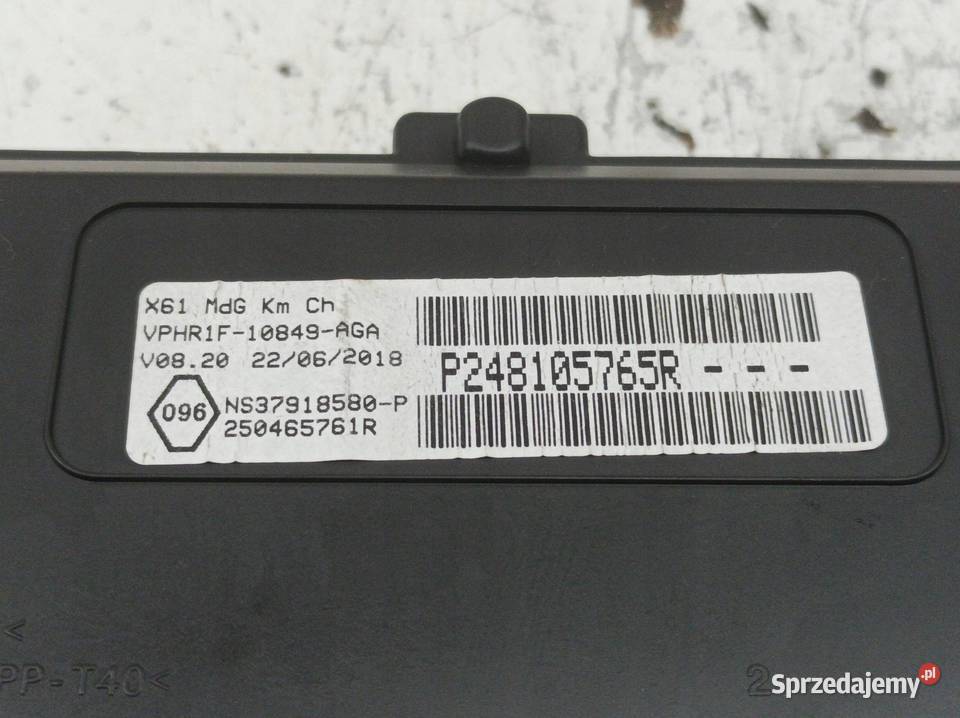 X61 MdG Km Ch
VPHR1F-10849-AGA
V08.20 22/06/2018
096
NS37918580-P
250465761R
P248105765R - - -
<
PP-T40<
2
Sprzedajemy.pl